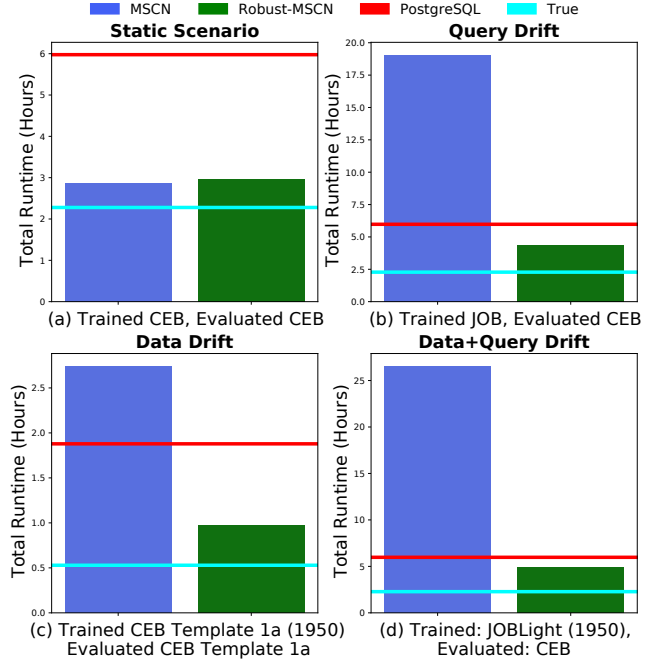 MSCN Robust-MSCN PostgreSQL True
Static Scenario
Total Runtime (Hours)
6
5
4
3
2
1
0
(a) Trained CEB, Evaluated CEB
Query Drift
Total Runtime (Hours)
20.0
17.5
15.0
12.5
10.0
7.5
5.0
2.5
0.0
(b) Trained JOB, Evaluated CEB
Data Drift
Total Runtime (Hours)
2.5
2.0
1.5
1.0
0.5
0.0
(c) Trained CEB Template 1a (1950)
Evaluated CEB Template 1a
Data+Query Drift
Total Runtime (Hours)
25
20
15
10
5
0
(d) Trained: JOBLight (1950),
Evaluated: CEB